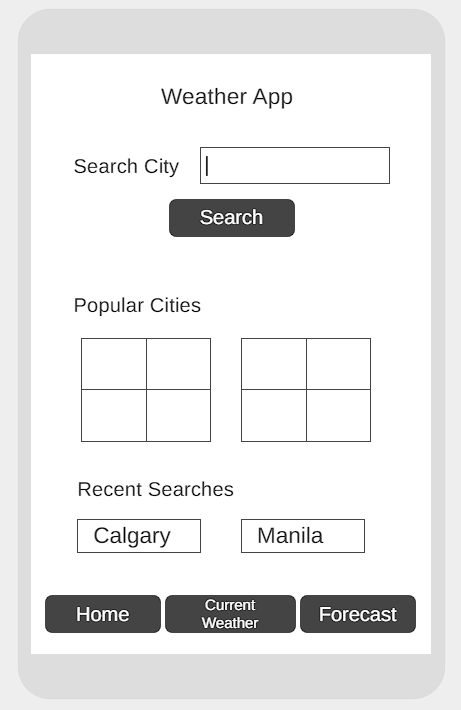 Weather App
Search City
Search
Popular Cities
Recent Searches
Calgary
Manila
Home
Current
Weather
Forecast